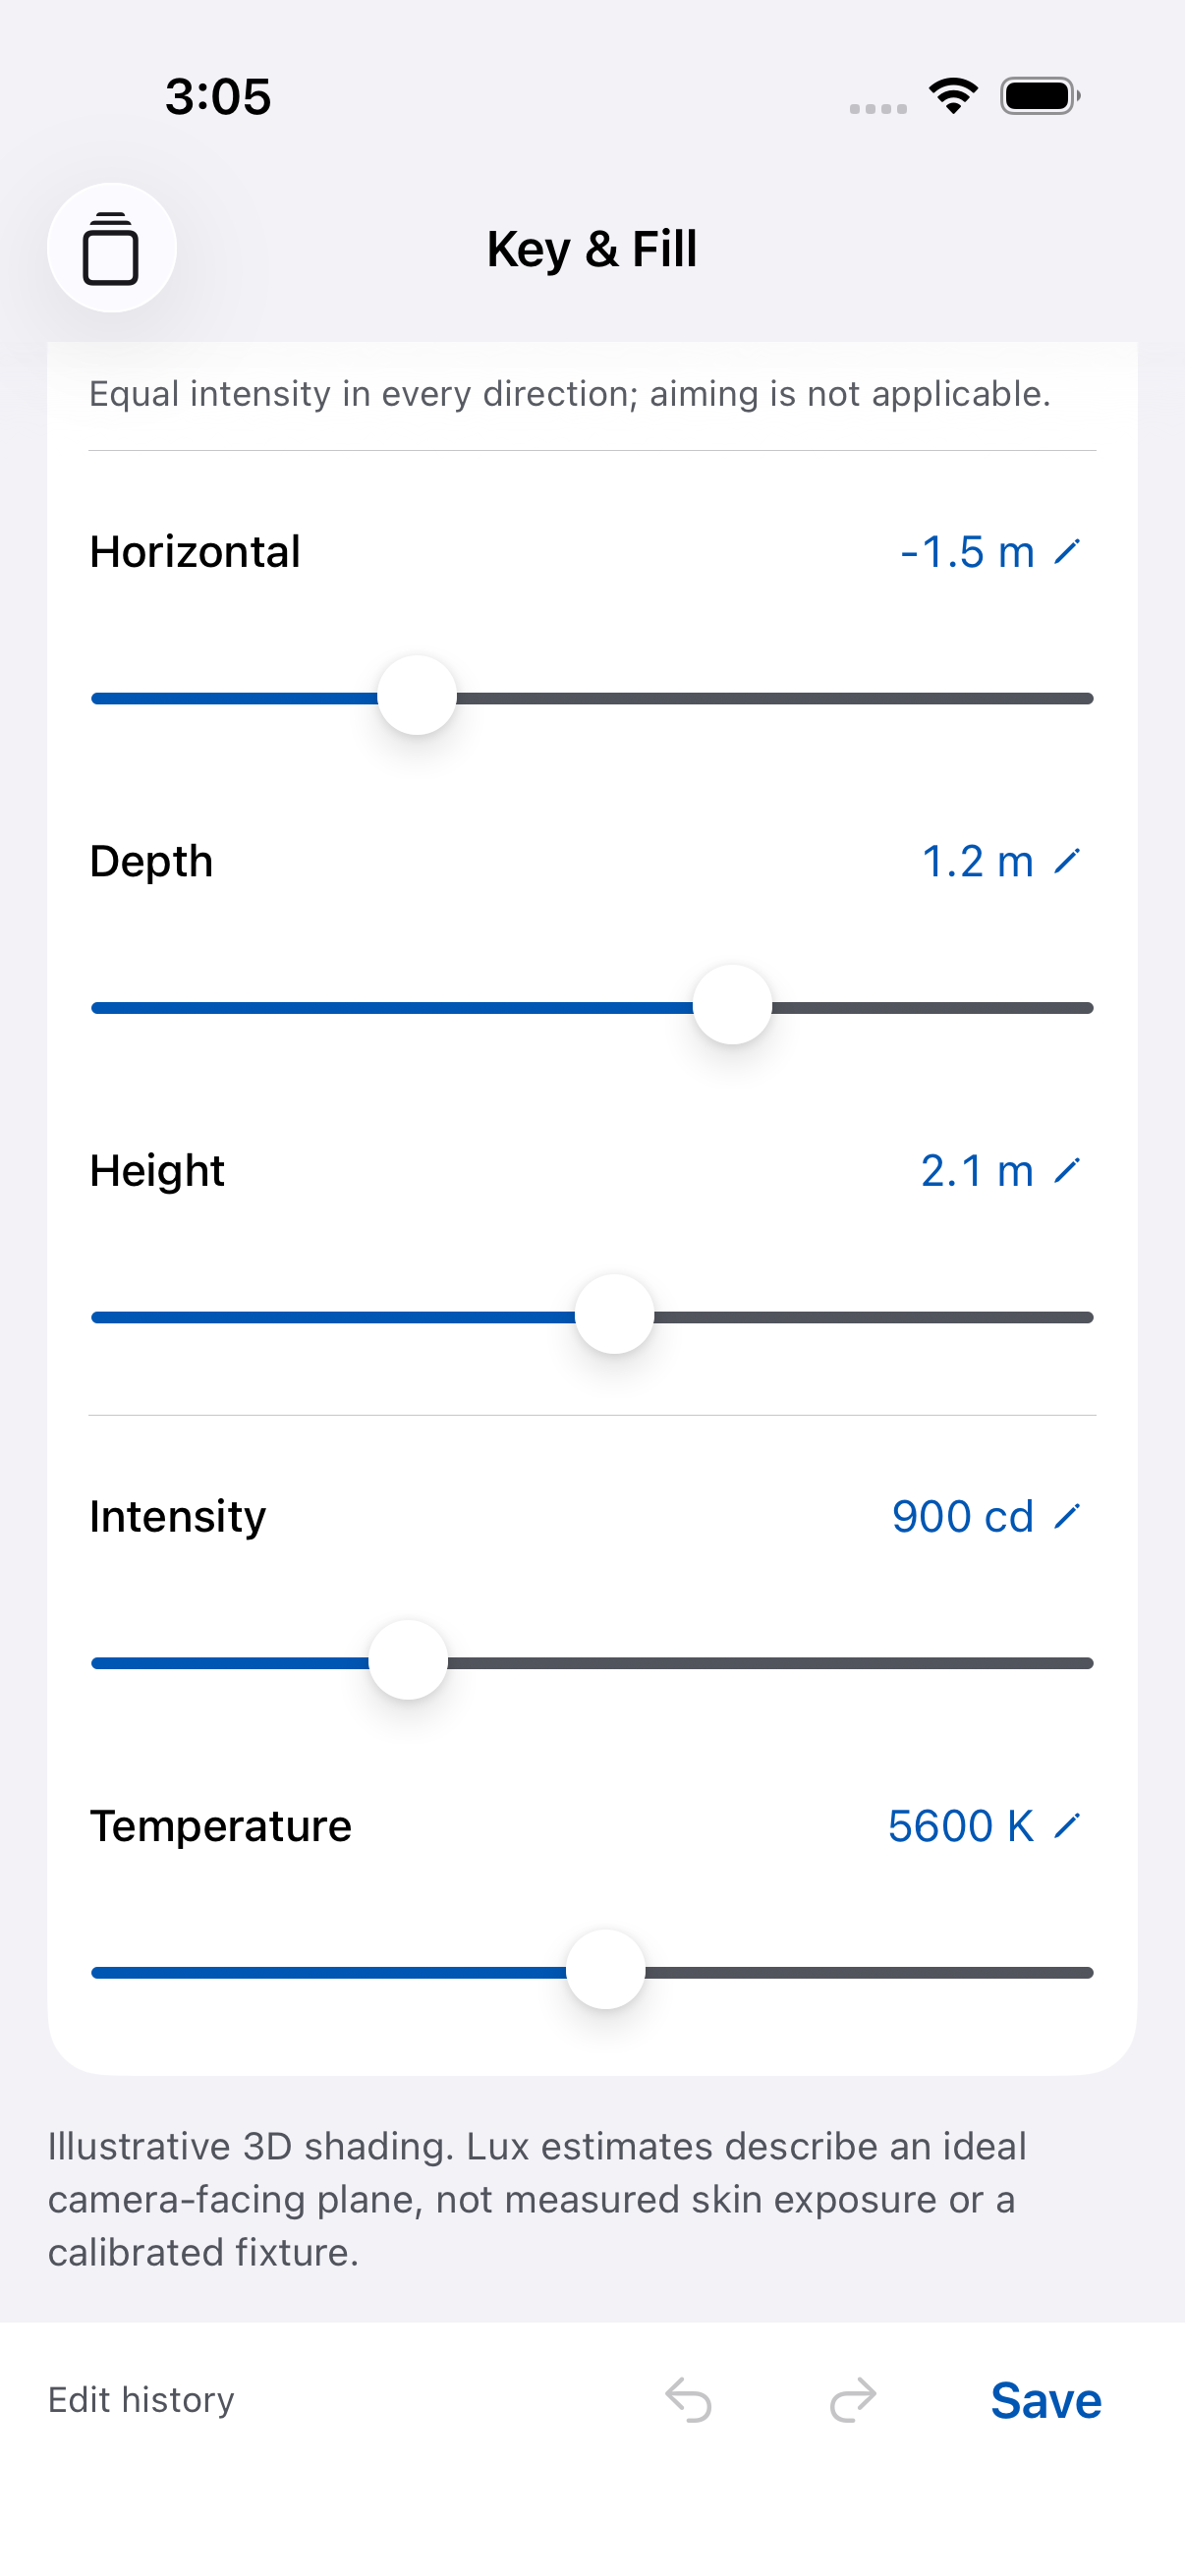 3:05
Key & Fill
Equal intensity in every direction; aiming is not applicable.
Horizontal
-1.5 m
Depth
1.2 m
Height
2.1 m
Intensity
900 cd
Temperature
5600 K
Illustrative 3D shading. Lux estimates describe an ideal
camera-facing plane, not measured skin exposure or a
calibrated fixture.
Edit history
Save